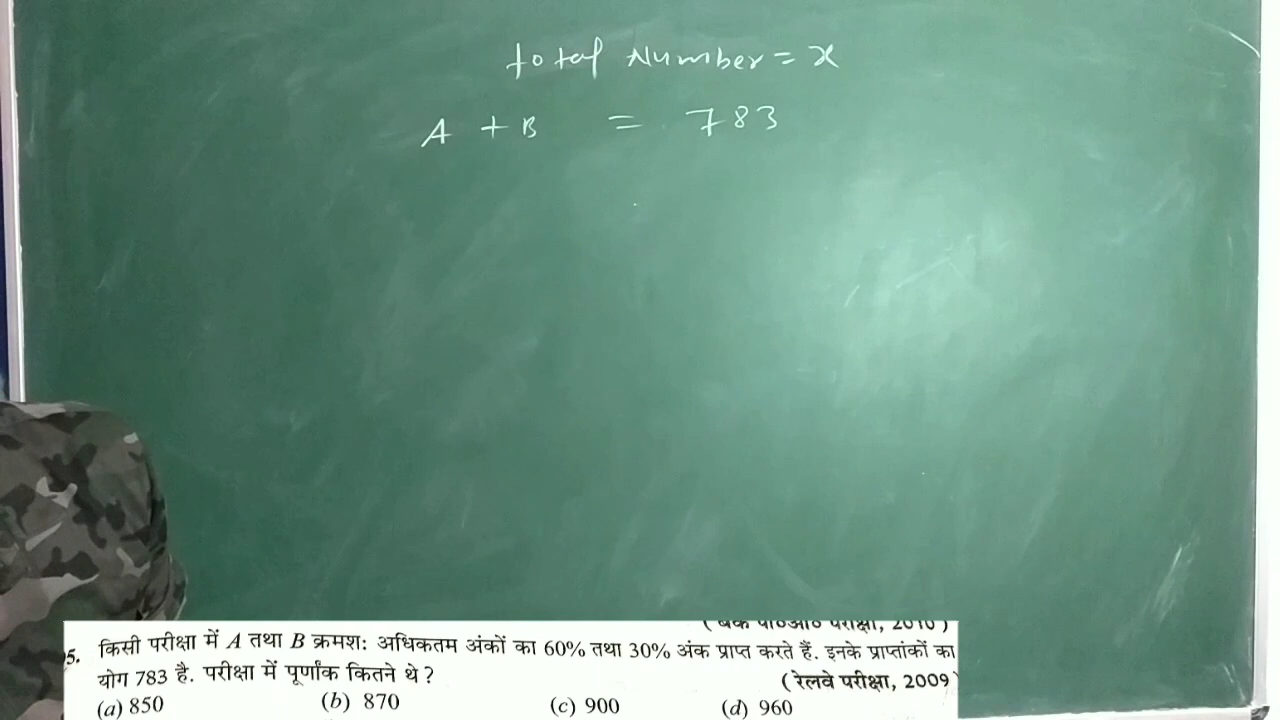 total Number = x
A + B = 783
5. किसी परीक्षा में A तथा B क्रमश: अधिकतम अंकों का 60% तथा 30% अंक प्राप्त करते हैं. इनके प्राप्तांकों का
योग 783 है. परीक्षा में पूर्णांक कितने थे ? (रेलवे परीक्षा, 2009)
(a) 850 (b) 870 (c) 900 (d) 960